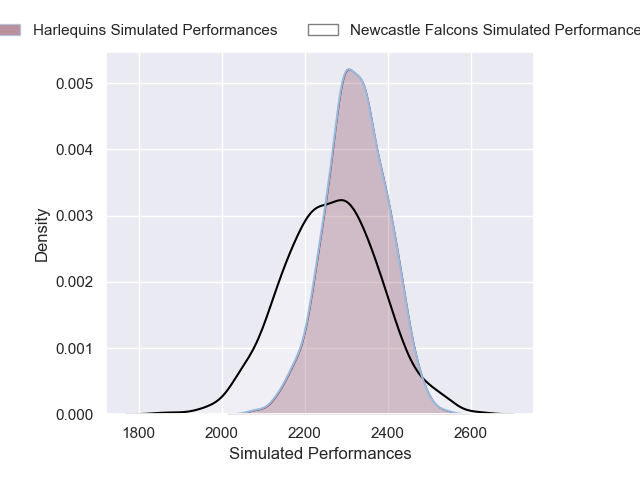 Harlequins Simulated Performances
Newcastle Falcons Simulated Performance
0.005
0.004
0.003
0.002
0.001
0.000
Density
1800
2000
2200
2400
2600
Simulated Performances